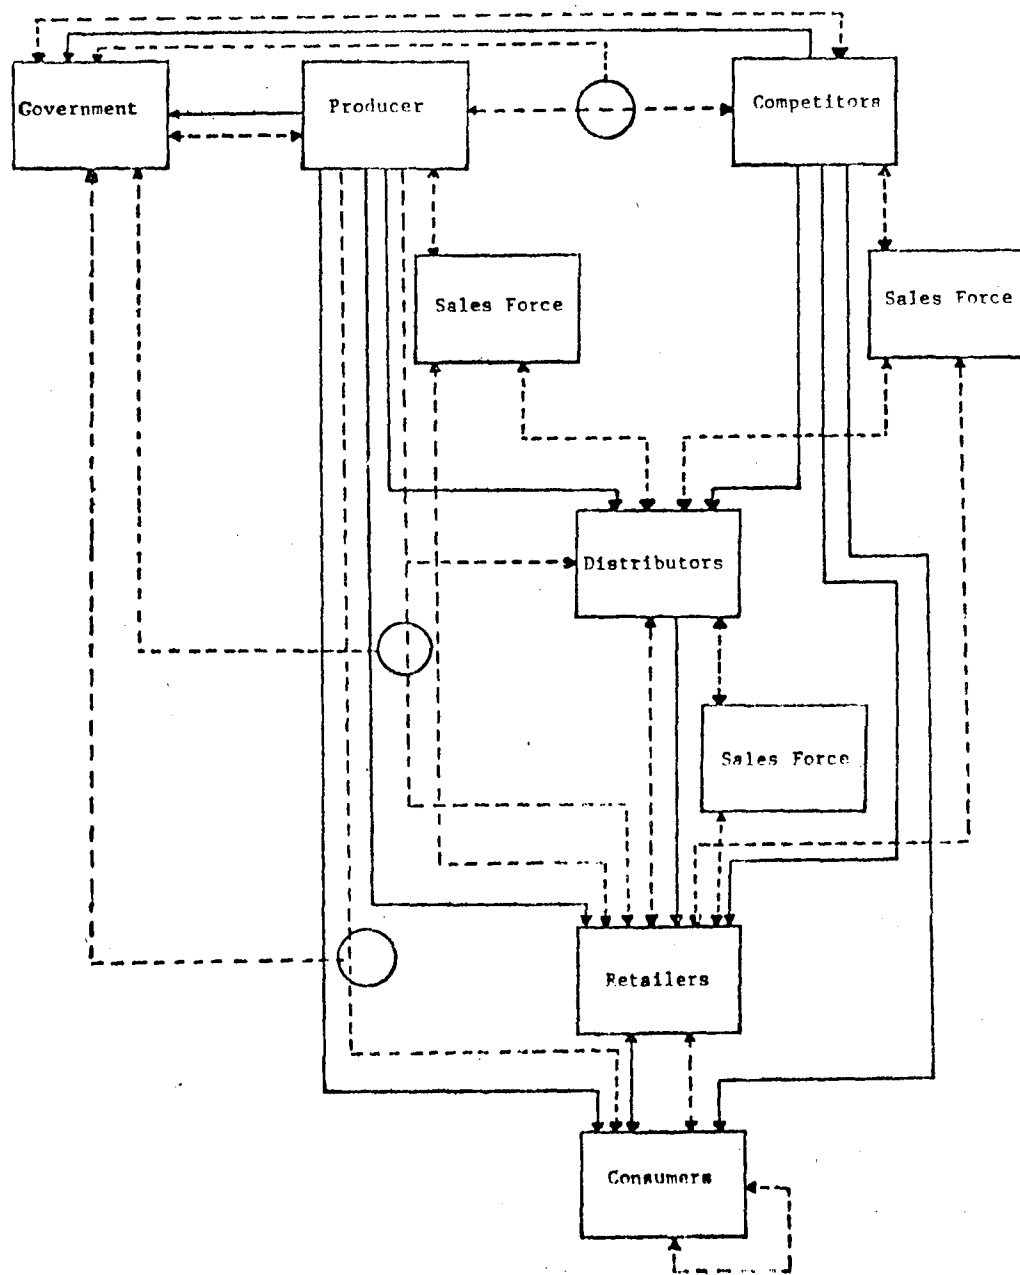 Government
Producer
Competitors
Sales Force
Sales Force
Distributors
Sales Force
Retailers
Consumers